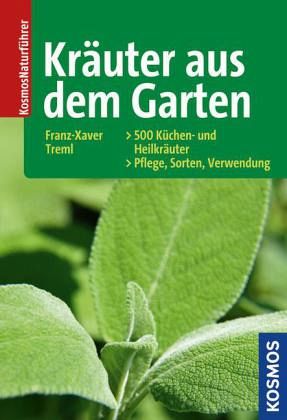 KosmosNaturführer
Kräuter aus
dem Garten
Franz-Xaver
Treml
> 500 Küchen- und
Heilkräuter
> Pflege, Sorten, Verwendung
KOSMOS